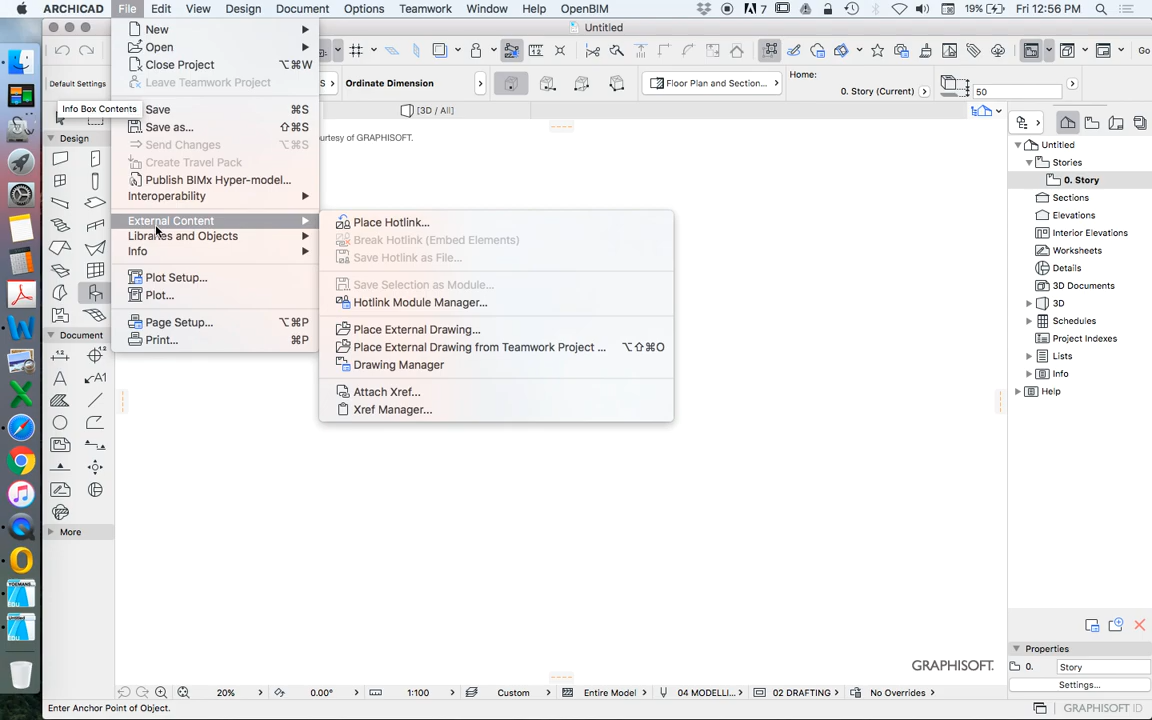 ARCHICAD File Edit View Design Document Options Teamwork Window Help OpenBIM 7 19% Fri 12:56 PM
Untitled
New
Open
Close Project ⌥⌘W
Leave Teamwork Project
Save ⌘S
Save as... ⇧⌘S
Send Changes ⌥⌘S
Create Travel Pack
Publish BIMx Hyper-model...
Interoperability
External Content
Libraries and Objects
Info
Plot Setup...
Plot...
Page Setup... ⌥⌘P
Print... ⌘P
Place Hotlink...
Break Hotlink (Embed Elements)
Save Hotlink as File...
Save Selection as Module...
Hotlink Module Manager...
Place External Drawing...
Place External Drawing from Teamwork Project ... ⌥⇧⌘O
Drawing Manager
Attach Xref...
Xref Manager...
Go
Default Settings
Info Box Contents
Ordinate Dimension
Floor Plan and Section...
Home:
0. Story (Current)
50
[3D / All]
urtesy of GRAPHISOFT.
Design
Document
A
A1
More
Untitled
Stories
0. Story
Sections
Elevations
Interior Elevations
Worksheets
Details
3D Documents
3D
Schedules
Project Indexes
Lists
Info
Help
Properties
0. Story
Settings...
GRAPHISOFT.
20% 0.00° 1:100 Custom Entire Model 04 MODELLI... 02 DRAFTING No Overrides
Enter Anchor Point of Object.
GRAPHISOFT ID